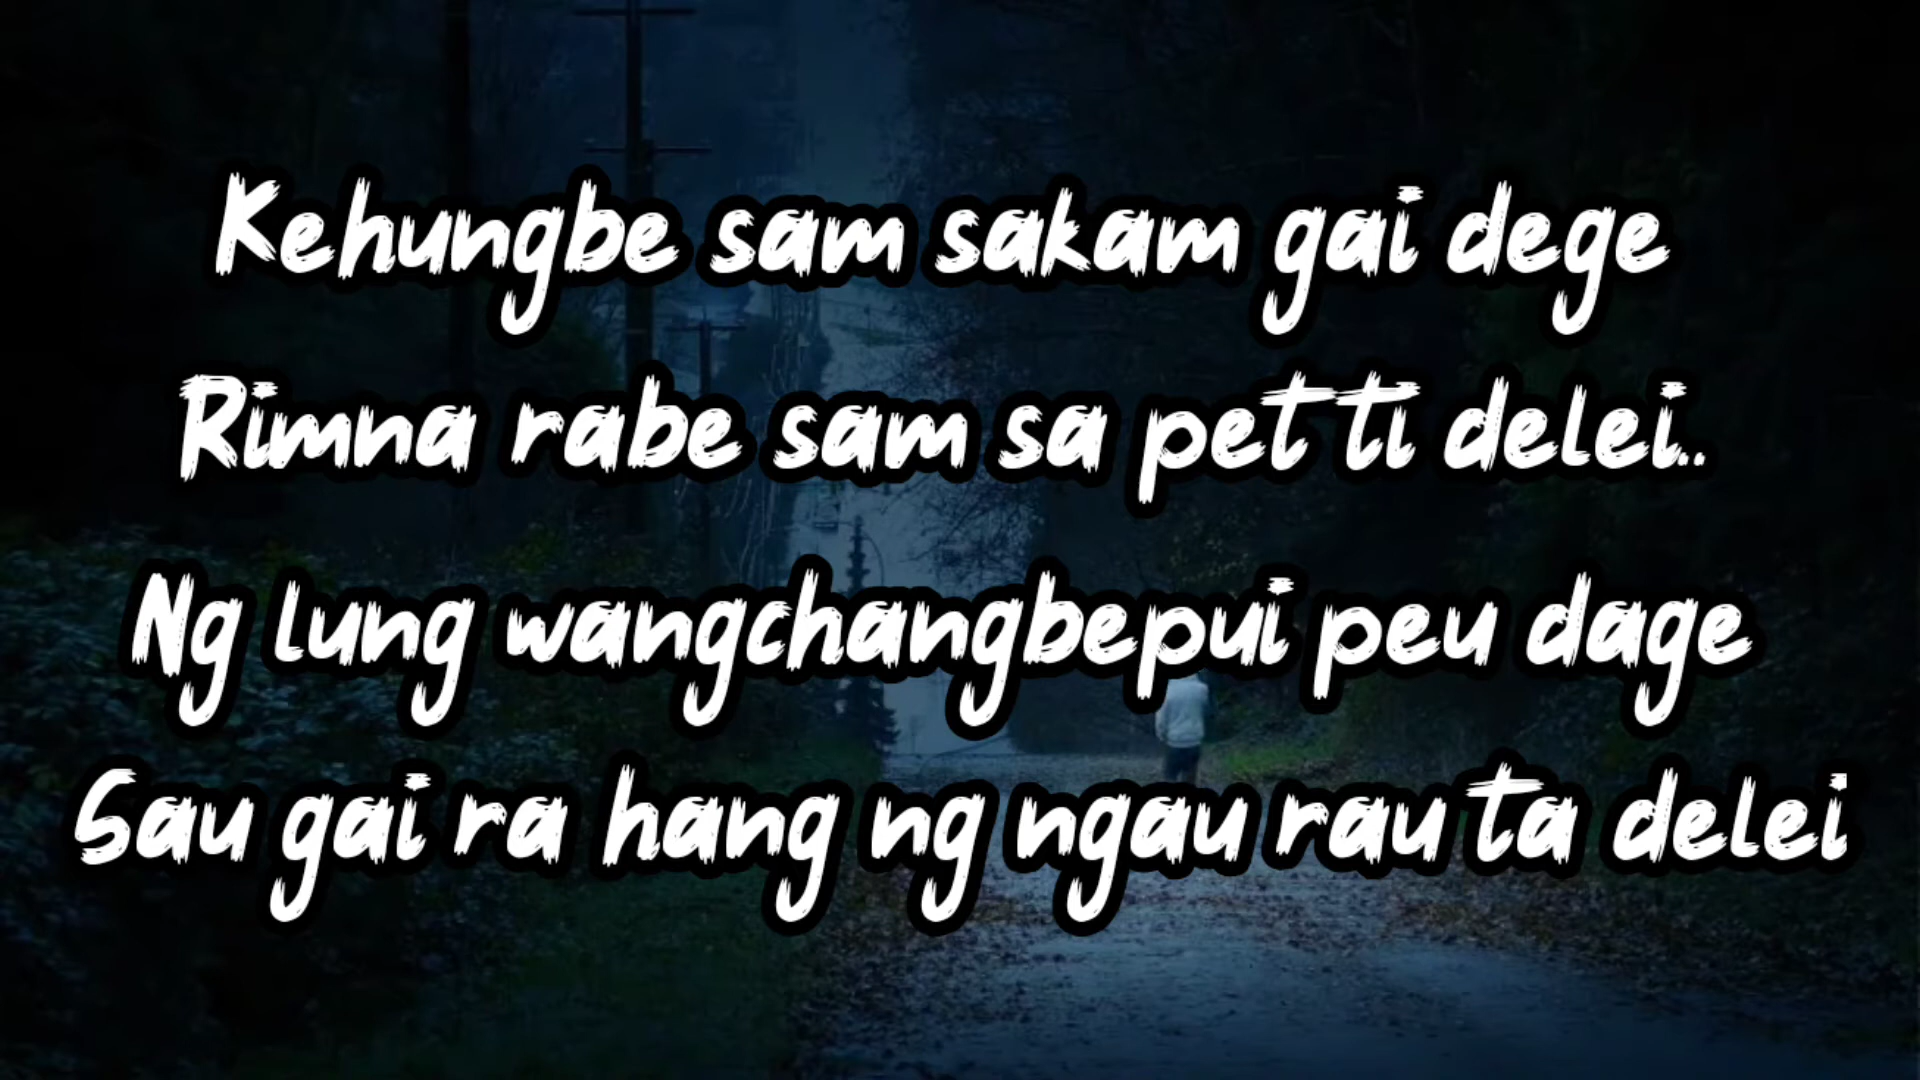 Kehungbe sam sakam gai dege
Rimna rabe sam sa pet ti delei..
Ng lung wangchangbepui peu dage
Sau gai ra hang ng ngau rau ta delei